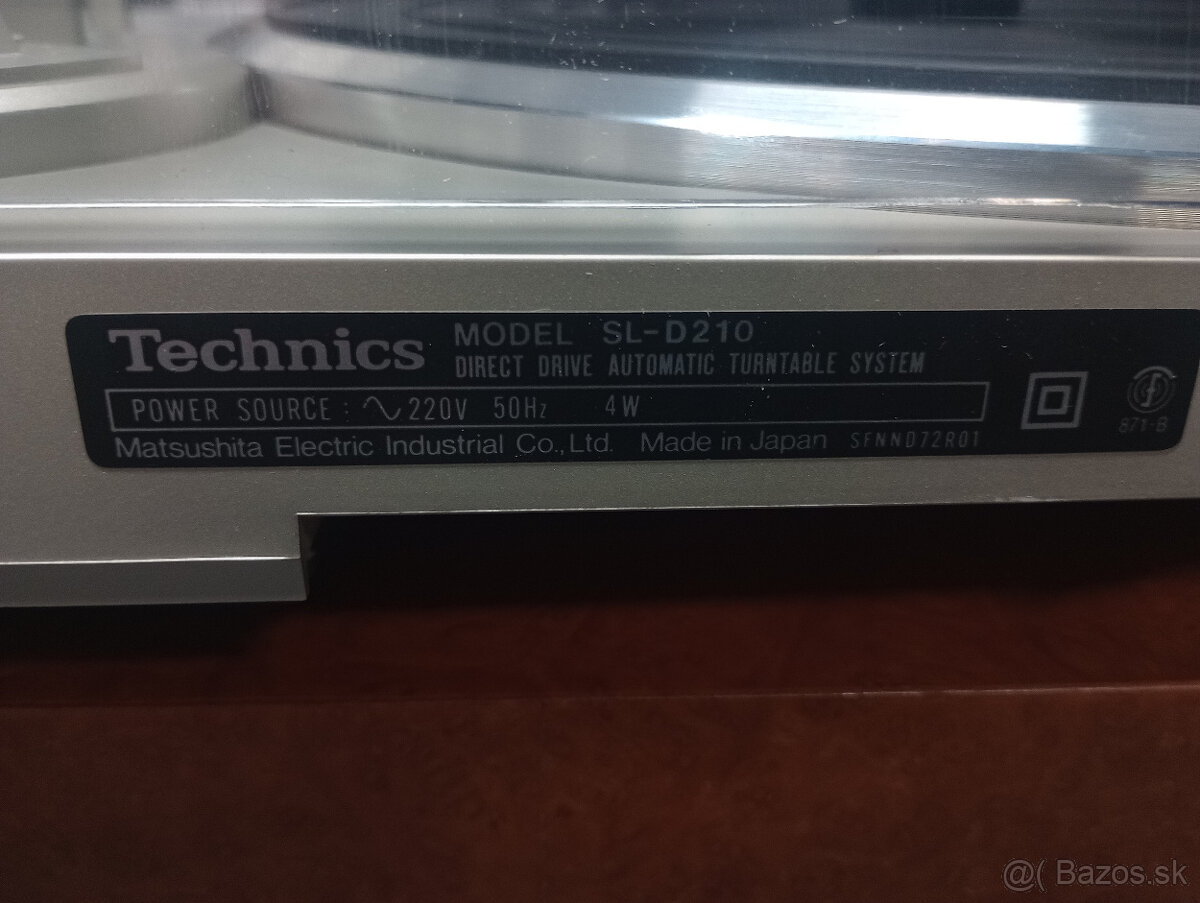 Technics MODEL SL-D210
DIRECT DRIVE AUTOMATIC TURNTABLE SYSTEM
POWER SOURCE : ∿ 220V 50Hz 4W
Matsushita Electric Industrial Co.,Ltd. Made in Japan SFNND72R01
871-B
@( Bazos.sk